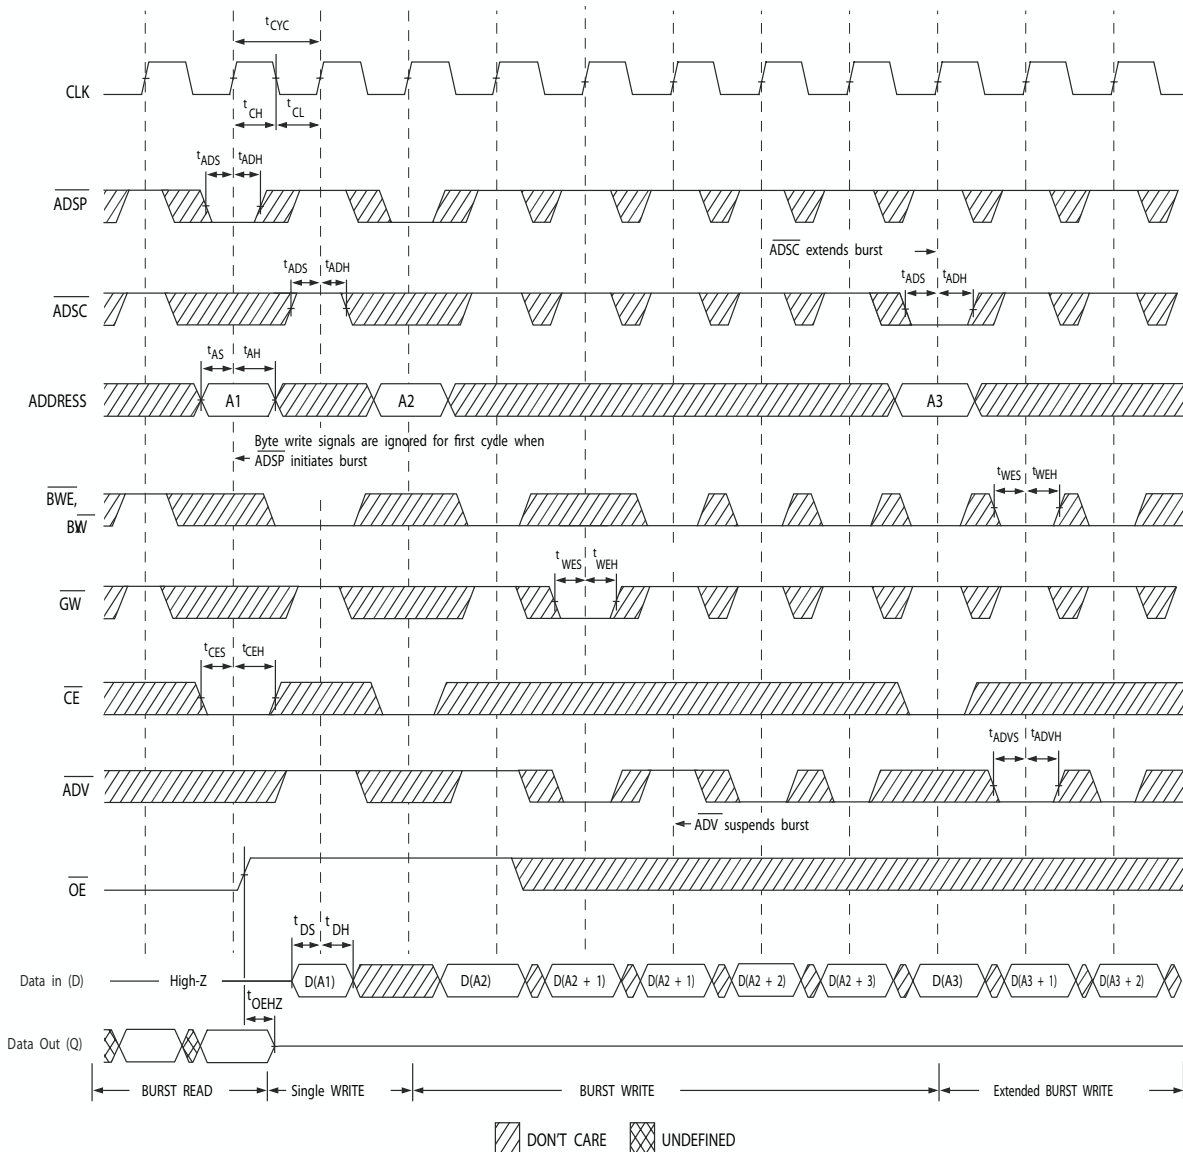 tCYC
CLK
tCH
tCL
tADS
tADH
ADSP
ADSC extends burst
tADS
tADH
tADS
tADH
ADSC
tAS
tAH
ADDRESS
A1
A2
A3
Byte write signals are ignored for first cycle when
ADSP initiates burst
tWES
tWEH
BWE,
BWX
tWES
tWEH
GW
tCES
tCEH
CE
tADVS
tADVH
ADV
ADV suspends burst
OE
tDS
tDH
Data in (D)
High-Z
D(A1)
D(A2)
D(A2 + 1)
D(A2 + 1)
D(A2 + 2)
D(A2 + 3)
D(A3)
D(A3 + 1)
D(A3 + 2)
tOEHZ
Data Out (Q)
BURST READ
Single WRITE
BURST WRITE
Extended BURST WRITE
DON'T CARE
UNDEFINED